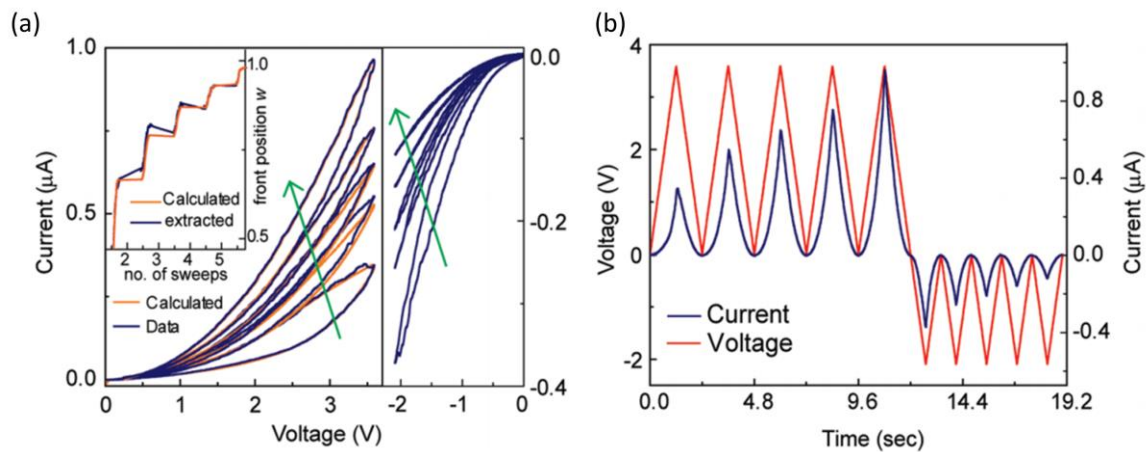 (a)
1.0
0.5
0.0
Current (µA)
1.0
0.5
front position w
Calculated
extracted
2 3 4 5
no. of sweeps
Calculated
Data
0 1 2 3
-2 -1 0
Voltage (V)
0.0
-0.2
-0.4
(b)
4
2
0
-2
Voltage (V)
Current
Voltage
0.8
0.4
0.0
-0.4
Current (µA)
0.0 4.8 9.6 14.4 19.2
Time (sec)